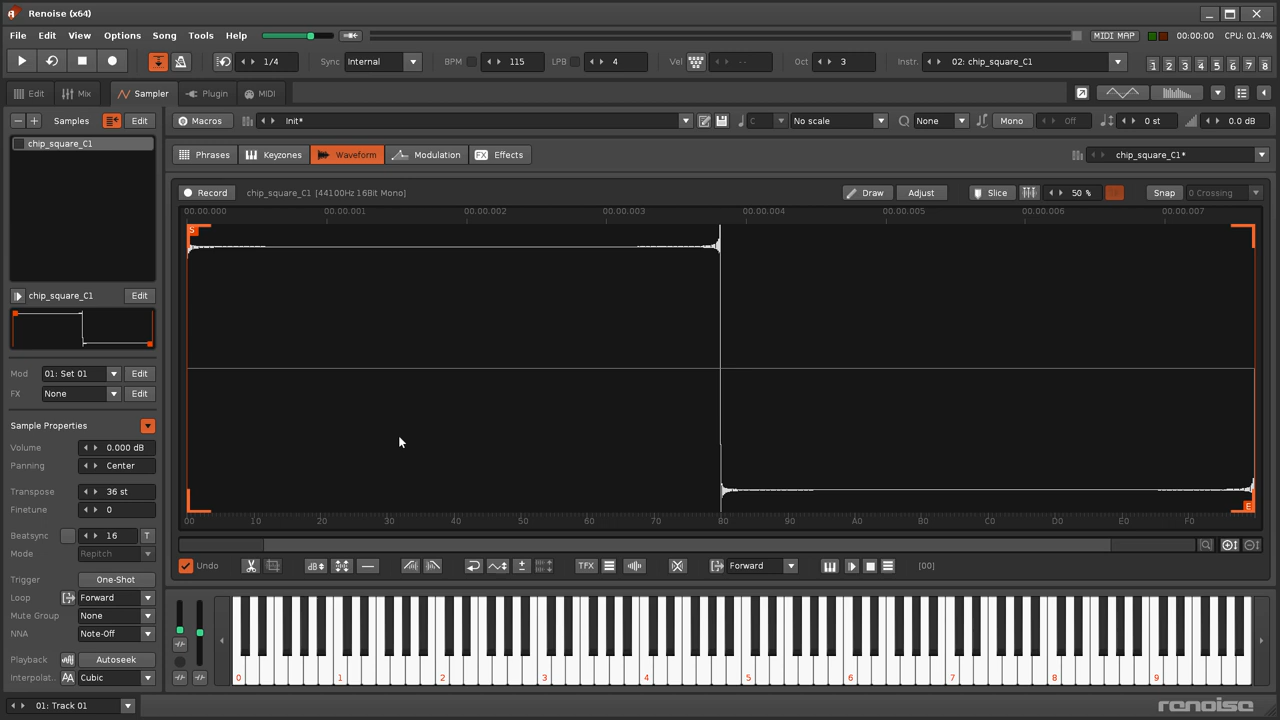 Renoise (x64)
File Edit View Options Song Tools Help MIDI MAP 00:00:00 CPU: 01.4%
1/4 Sync Internal BPM 115 LPB 4 Vel -- Oct 3 Instr. 02: chip_square_C1 1 2 3 4 5 6 7 8
Edit Mix Sampler Plugin MIDI
Samples Edit Macros Init* C No scale None Mono Off 0 st 0.0 dB
chip_square_C1
Phrases Keyzones Waveform Modulation FX Effects chip_square_C1*
Record chip_square_C1 [44100Hz 16Bit Mono] Draw Adjust Slice 50 % Snap 0 Crossing
00.00.000 00.00.001 00.00.002 00.00.003 00.00.004 00.00.005 00.00.006 00.00.007
S
chip_square_C1 Edit
Mod 01: Set 01 Edit
FX None Edit
Sample Properties
Volume 0.000 dB
Panning Center
Transpose 36 st
E
Finetune 0
00 10 20 30 40 50 60 70 80 90 A0 B0 C0 D0 E0 F0
Beatsync 16 T
Mode Repitch
Undo dB TFX Forward [00]
Trigger One-Shot
Loop Forward
Mute Group None
NNA Note-Off
Playback Autoseek
Interpolat.. AA Cubic
0 1 2 3 4 5 6 7 8 9
01: Track 01 renoise